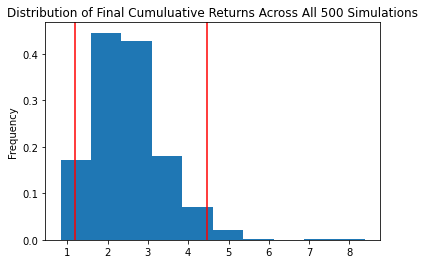 Distribution of Final Cumuluative Returns Across All 500 Simulations
Frequency
0.4
0.3
0.2
0.1
0.0
1 2 3 4 5 6 7 8